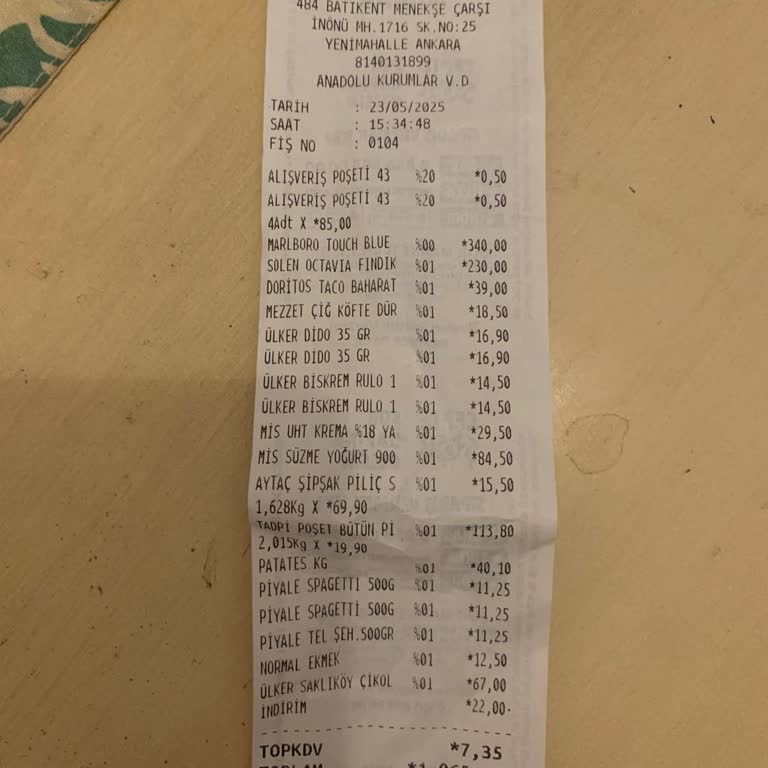 484 BATIKENT MENEKŞE ÇARŞI
İNÖNÜ MH.1716 SK.NO:25
YENİMAHALLE ANKARA
8140131899
ANADOLU KURUMLAR V.D
TARİH : 23/05/2025
SAAT : 15:34:48
FİŞ NO : 0104
ALIŞVERİŞ POŞETİ 43 %20 *0,50
ALIŞVERİŞ POŞETİ 43 %20 *0,50
4Adt X *85,00
MARLBORO TOUCH BLUE %00 *340,00
SOLEN OCTAVIA FINDIK %01 *230,00
DORITOS TACO BAHARAT %01 *39,00
MEZZET ÇİĞ KÖFTE DÜR %01 *18,50
ÜLKER DİDO 35 GR %01 *16,90
ÜLKER DİDO 35 GR %01 *16,90
ÜLKER BİSKREM RULO 1 %01 *14,50
ÜLKER BİSKREM RULO 1 %01 *14,50
MİS UHT KREMA %18 YA %01 *29,50
MİS SÜZME YOĞURT 900 %01 *84,50
AYTAÇ ŞİPŞAK PİLİÇ S %01 *15,50
1,628Kg X *69,90
TADPİ POŞET BÜTÜN Pİ %01 *113,80
2,015Kg X *19,90
PATATES KG %01 *40,10
PİYALE SPAGETTI 500G %01 *11,25
PİYALE SPAGETTI 500G %01 *11,25
PİYALE TEL ŞEH.500GR %01 *11,25
NORMAL EKMEK %01 *12,50
ÜLKER SAKLIKÖY ÇİKOL %01 *67,00
İNDİRİM *22,00-
TOPKDV *7,35
TOPLAM